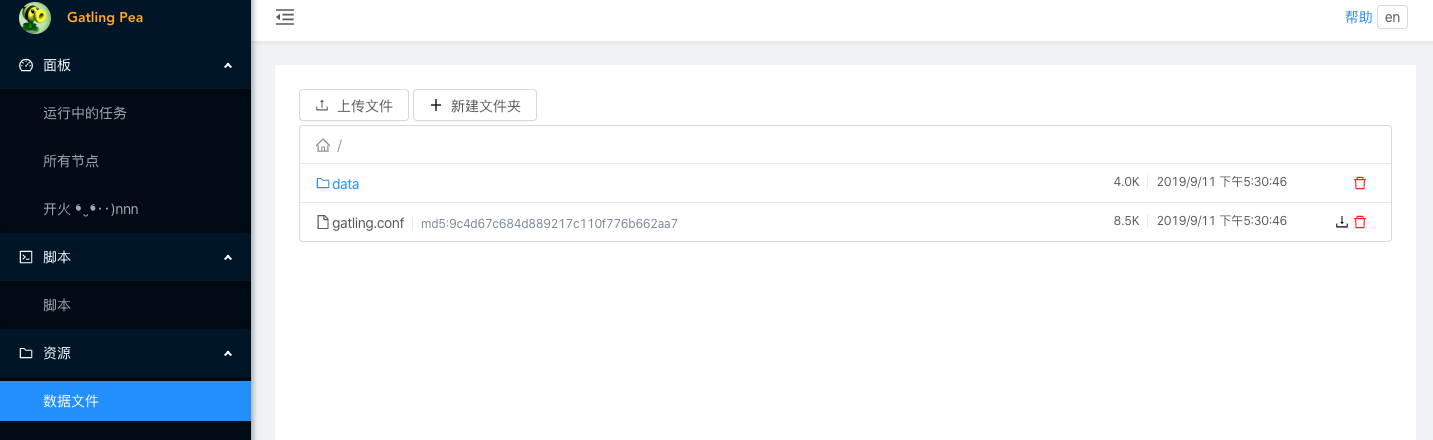 Gatling Pea
帮助 en
面板
运行中的任务
所有节点
开火 •̀ᴗ•́‥)nnn
脚本
脚本
资源
数据文件
上传文件 新建文件夹
/
data 4.0K 2019/9/11 下午5:30:46
gatling.conf md5:9c4d67c684d889217c110f776b662aa7 8.5K 2019/9/11 下午5:30:46